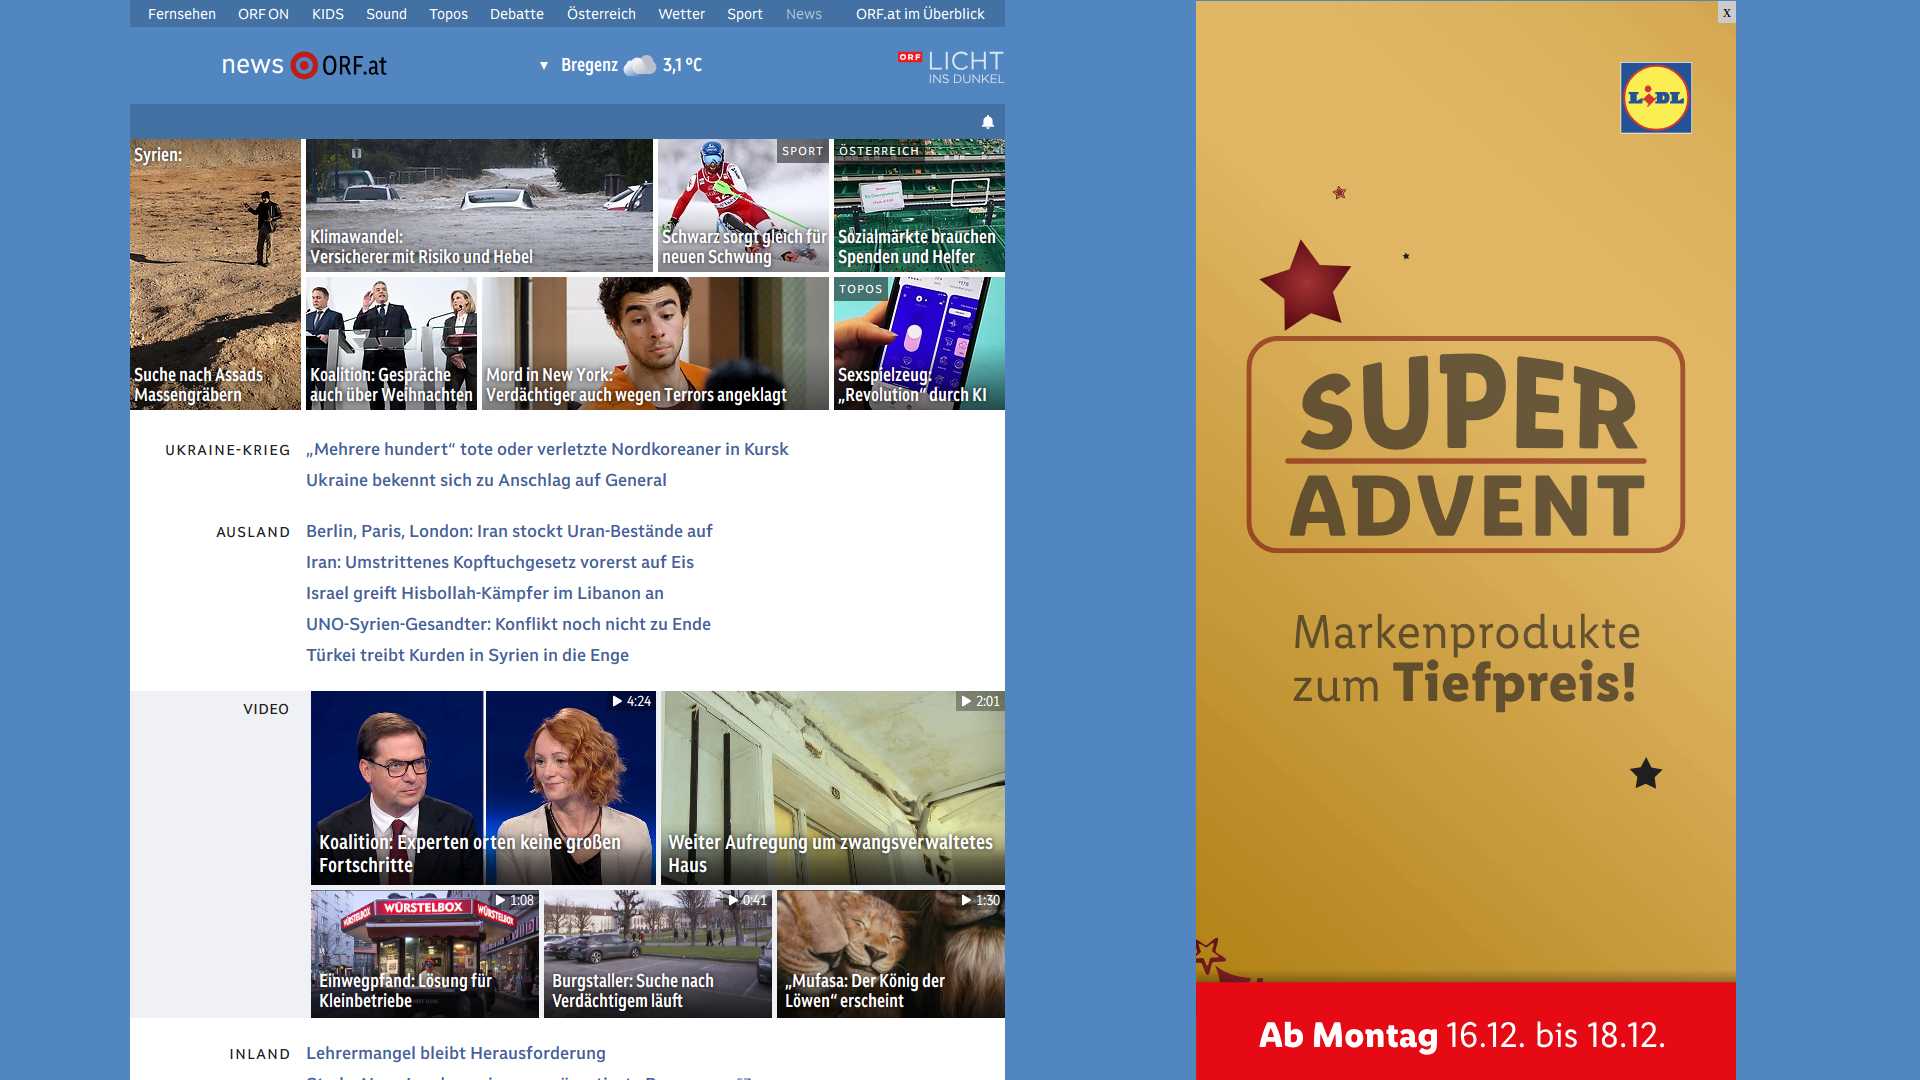 Fernsehen ORF ON KIDS Sound Topos Debatte Österreich Wetter Sport News ORF.at im Überblick
news ORF.at
Bregenz 3,1 °C
ORF LICHT
INS DUNKEL
Syrien:
Suche nach Assads
Massengräbern
Klimawandel:
Versicherer mit Risiko und Hebel
SPORT
Schwarz sorgt gleich für
neuen Schwung
ÖSTERREICH
Sozialmärkte brauchen
Spenden und Helfer
Koalition: Gespräche
auch über Weihnachten
Mord in New York:
Verdächtiger auch wegen Terrors angeklagt
TOPOS
Sexspielzeug:
„Revolution“ durch KI
UKRAINE-KRIEG
„Mehrere hundert“ tote oder verletzte Nordkoreaner in Kursk
Ukraine bekennt sich zu Anschlag auf General
AUSLAND
Berlin, Paris, London: Iran stockt Uran-Bestände auf
Iran: Umstrittenes Kopftuchgesetz vorerst auf Eis
Israel greift Hisbollah-Kämpfer im Libanon an
UNO-Syrien-Gesandter: Konflikt noch nicht zu Ende
Türkei treibt Kurden in Syrien in die Enge
VIDEO
4:24
Koalition: Experten orten keine großen
Fortschritte
2:01
Weiter Aufregung um zwangsverwaltetes
Haus
1:08
WÜRSTELBOX WÜRSTELBOX WÜRSTELBOX
Einwegpfand: Lösung für
Kleinbetriebe
0:41
Burgstaller: Suche nach
Verdächtigem läuft
1:30
„Mufasa: Der König der
Löwen“ erscheint
INLAND
Lehrermangel bleibt Herausforderung
X
LIDL
SUPER
ADVENT
Markenprodukte
zum Tiefpreis!
Ab Montag 16.12. bis 18.12.